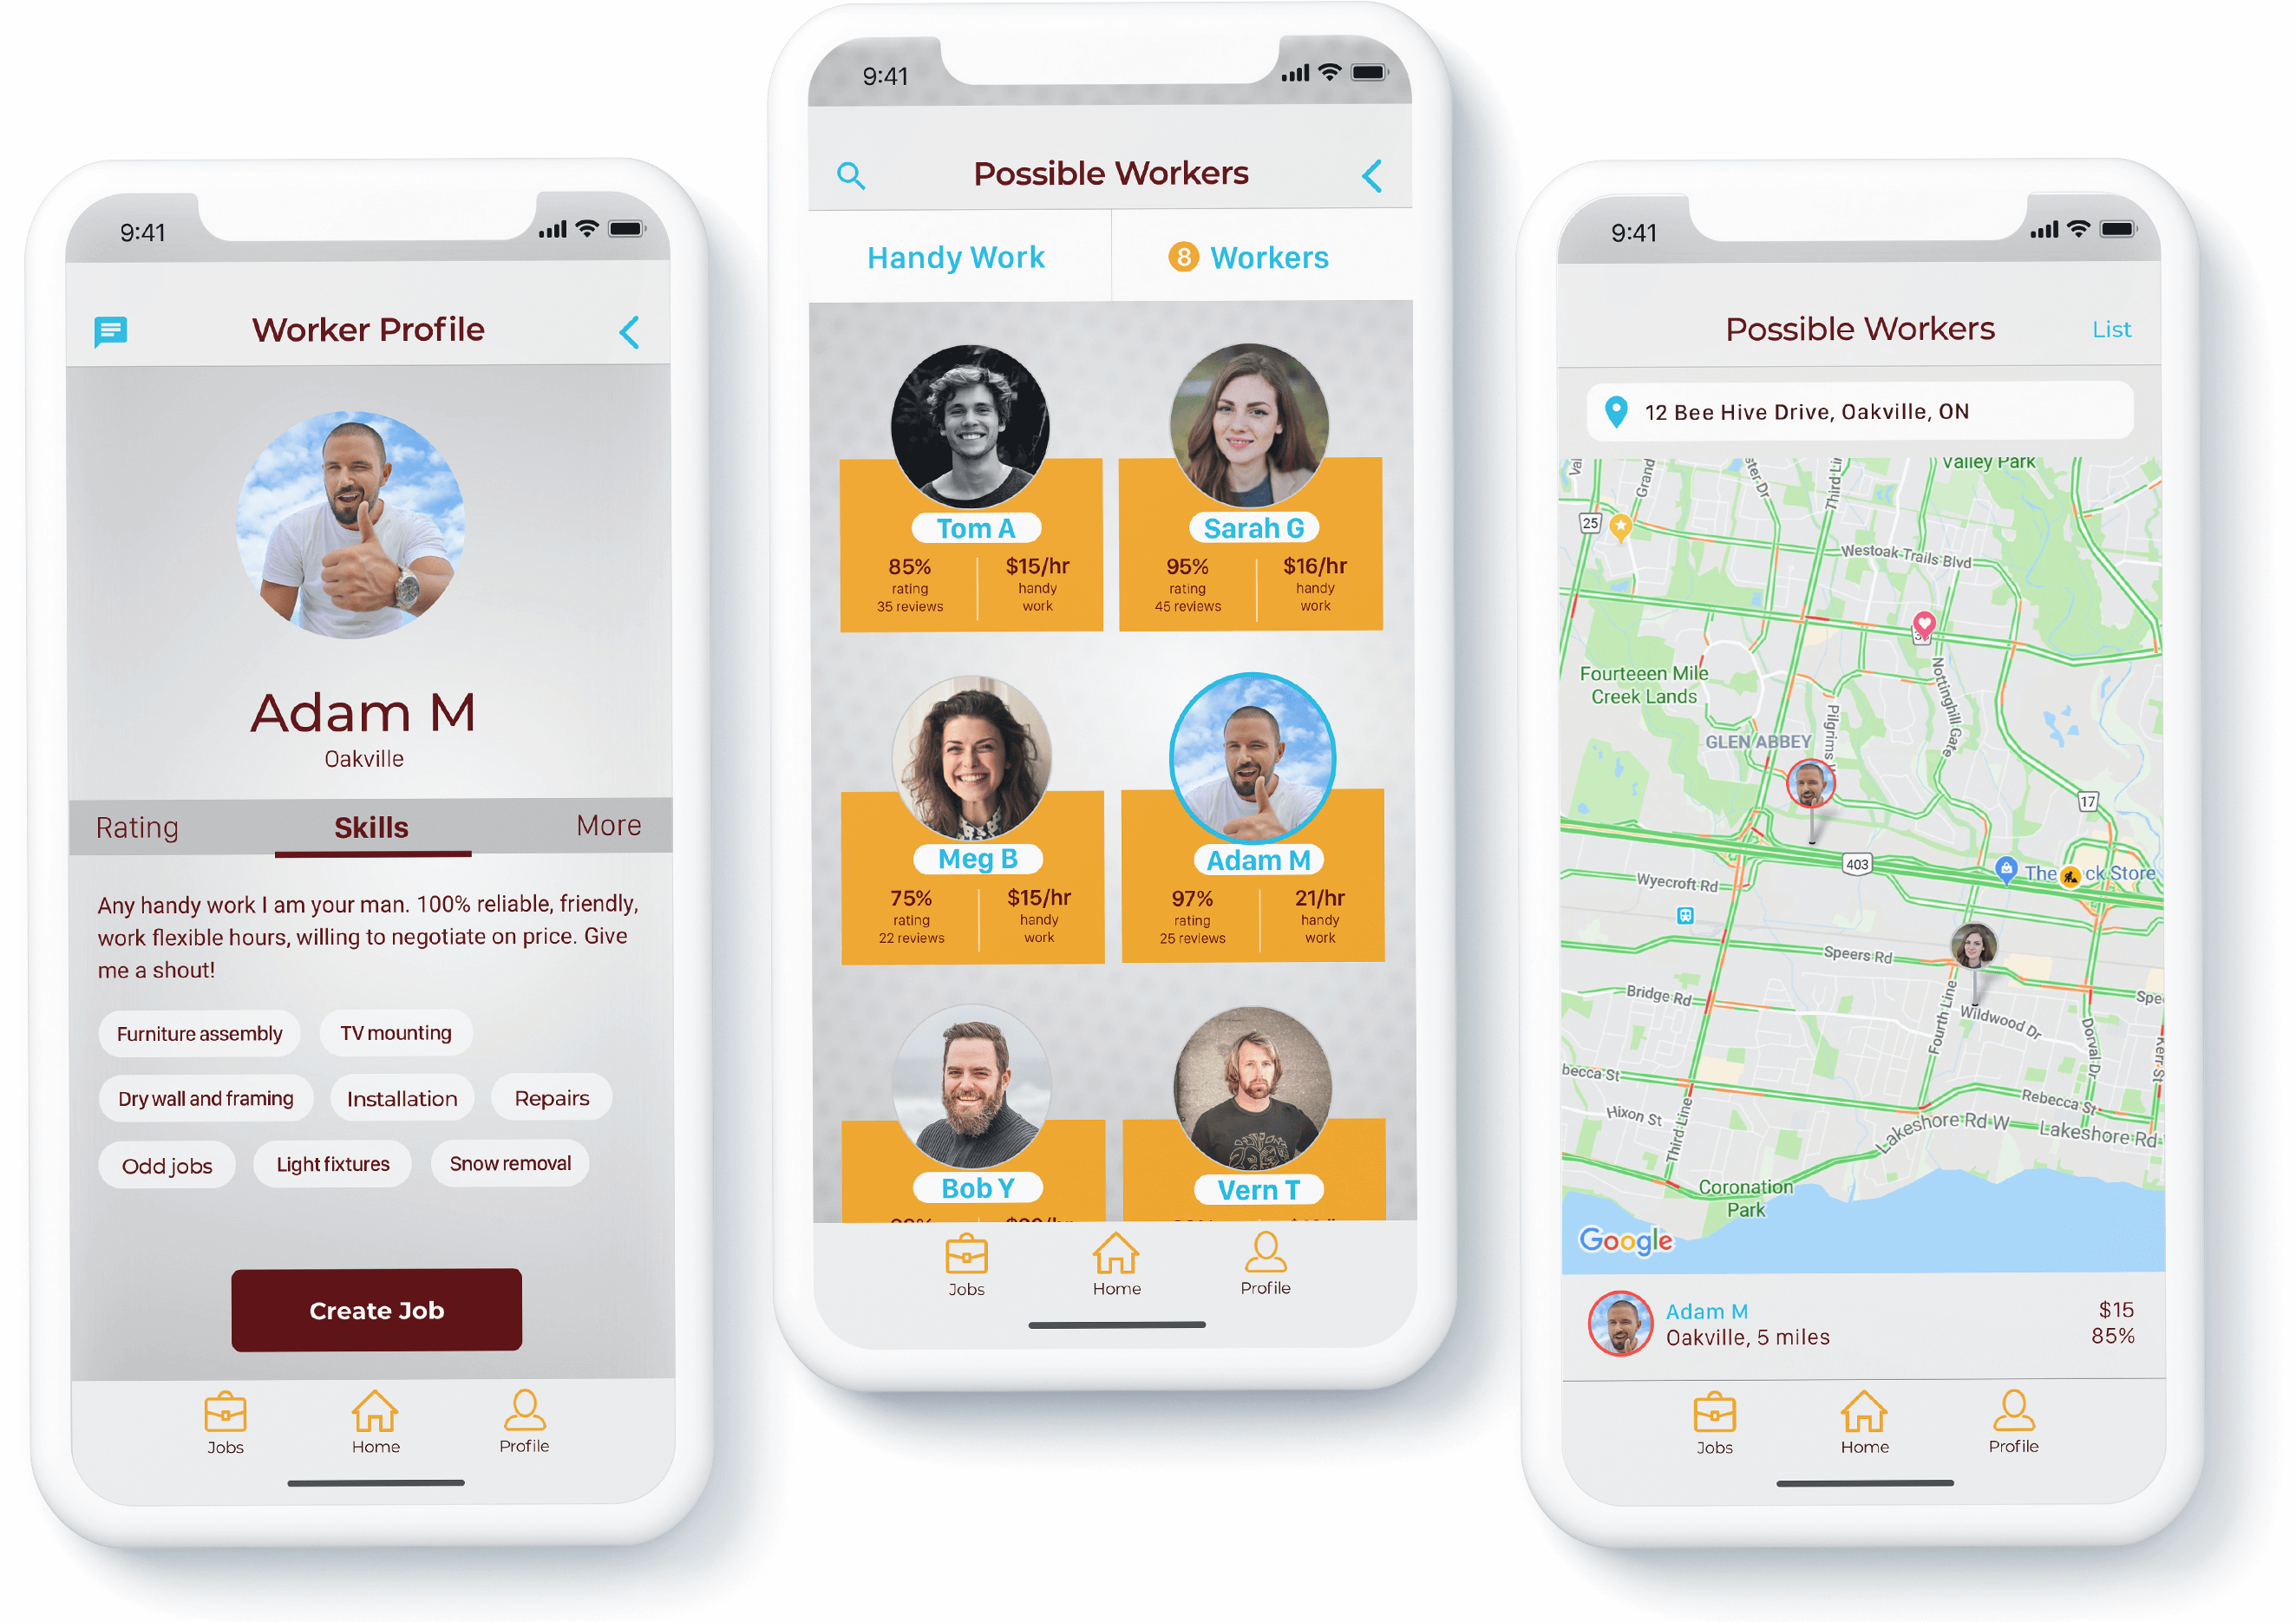 9:41
Worker Profile
Adam M
Oakville
Rating Skills More
Any handy work I am your man. 100% reliable, friendly,
work flexible hours, willing to negotiate on price. Give
me a shout!
Furniture assembly TV mounting
Dry wall and framing Installation Repairs
Odd jobs Light fixtures Snow removal
Create Job
Jobs Home Profile
9:41
Possible Workers
Handy Work 8 Workers
Tom A Sarah G
85% $15/hr 95% $16/hr
rating handy rating handy
35 reviews work 45 reviews work
Meg B Adam M
75% $15/hr 97% 21/hr
rating handy rating handy
22 reviews work 25 reviews work
Bob Y Vern T
Jobs Home Profile
9:41
Possible Workers List
12 Bee Hive Drive, Oakville, ON
Valley Park
Grand
Third
25
Westoak Trails Blvd
Fourteeen Mile
Creek Lands
Nottinghill Gate
Pilgrims
GLEN ABBEY
17
403
The ck Store
Wyecroft Rd
Speers Rd
Bridge Rd
Fourth Line
Wildwood Dr
Dorval Dr
Kerr St
becca St
Rebecca St
Hixon St
Third Line
Lakeshore Rd W
Lakeshore Rd
Coronation
Park
Google
Adam M $15
Oakville, 5 miles 85%
Jobs Home Profile